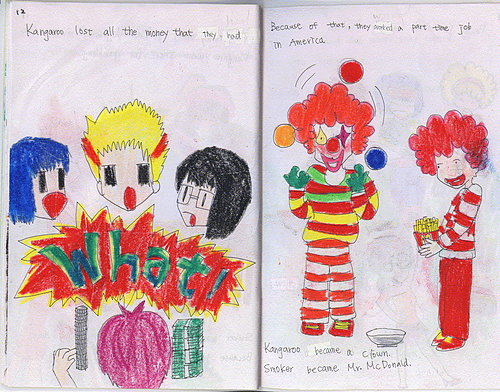 12
Kangaroo lost all the money that they had
What!
Because of that, they worked a part time job
in America
Kangaroo became a clown.
Smoker became Mr. McDonald.